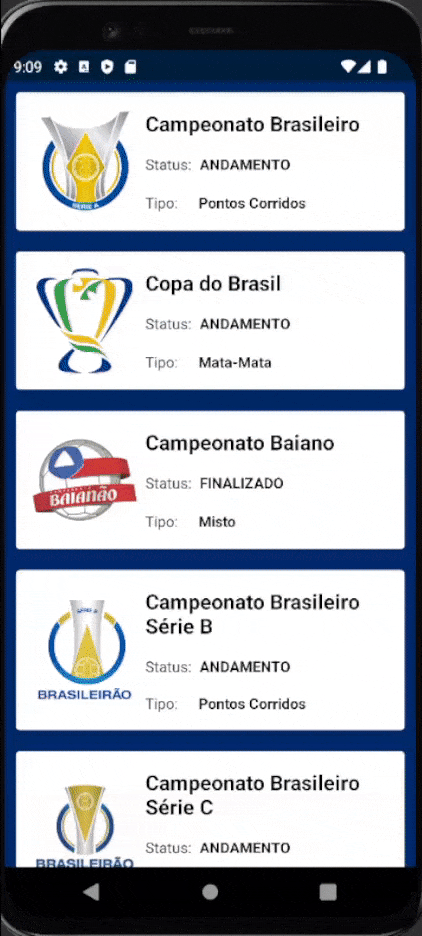 9:09
Campeonato Brasileiro
Status: ANDAMENTO
Tipo: Pontos Corridos
SÉRIE A
Copa do Brasil
Status: ANDAMENTO
Tipo: Mata-Mata
Campeonato Baiano
Status: FINALIZADO
Tipo: Misto
BAIANÃO
Campeonato Brasileiro
Série B
Status: ANDAMENTO
Tipo: Pontos Corridos
BRASILEIRÃO
Campeonato Brasileiro
Série C
Status: ANDAMENTO
BRASILEIRÃO